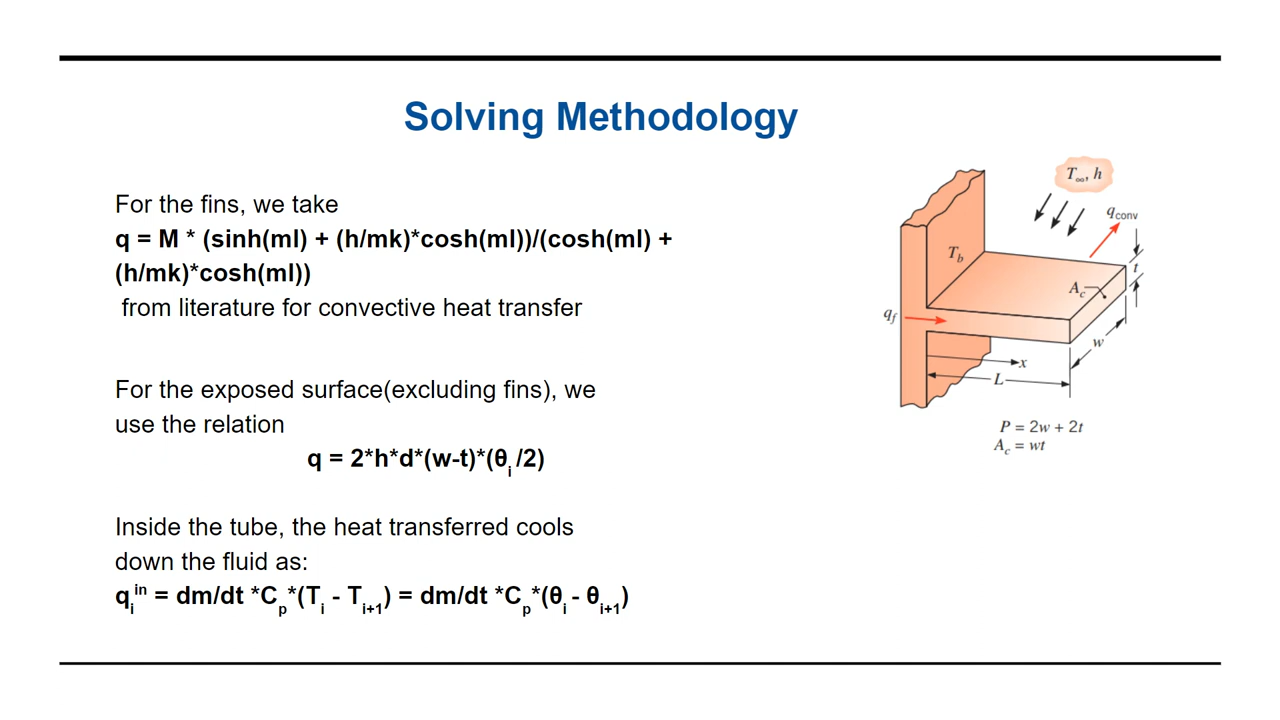 Solving Methodology
For the fins, we take
q = M * (sinh(ml) + (h/mk)*cosh(ml))/(cosh(ml) +
(h/mk)*cosh(ml))
from literature for convective heat transfer
For the exposed surface(excluding fins), we
use the relation
q = 2*h*d*(w-t)*(θi /2)
Inside the tube, the heat transferred cools
down the fluid as:
qiin = dm/dt *Cp*(Ti - Ti+1) = dm/dt *Cp*(θi - θi+1)
T∞, h
qconv
Tb
t
Ac
qf
w
x
L
P = 2w + 2t
Ac = wt